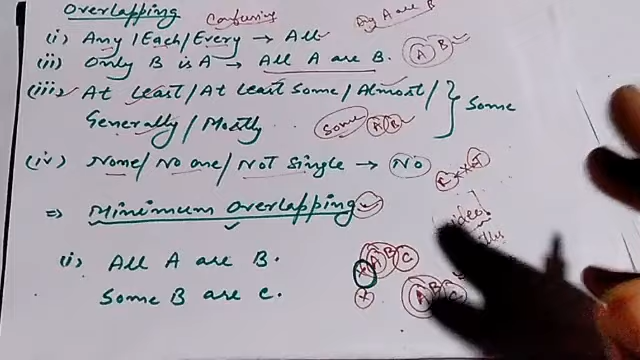 Overlapping Confusing Any A are B
(i) Any/Each/Every → All
(ii) Only B is A → All A are B. A B
(iii) At least/At least Some/Almost/
Generally/Mostly Some A B } Some
(iv) None/No one/Not Single → No
⇒ Minimum Overlapping
(i) All A are B. A B C
Some B are C. A B C